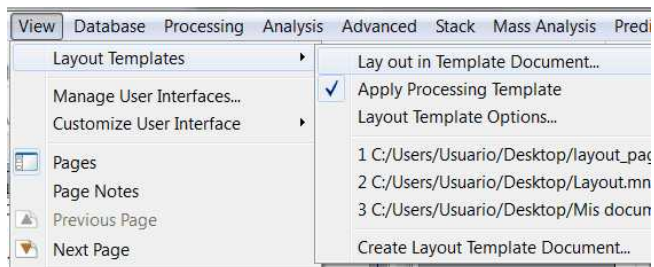 View Database Processing Analysis Advanced Stack Mass Analysis
Layout Templates
Manage User Interfaces...
Customize User Interface
Pages
Page Notes
Previous Page
Next Page
Lay out in Template Document...
Apply Processing Template
Layout Template Options...
1 C:/Users/Usuario/Desktop/layout_pag
2 C:/Users/Usuario/Desktop/Layout.mn
3 C:/Users/Usuario/Desktop/Mis docum
Create Layout Template Document...